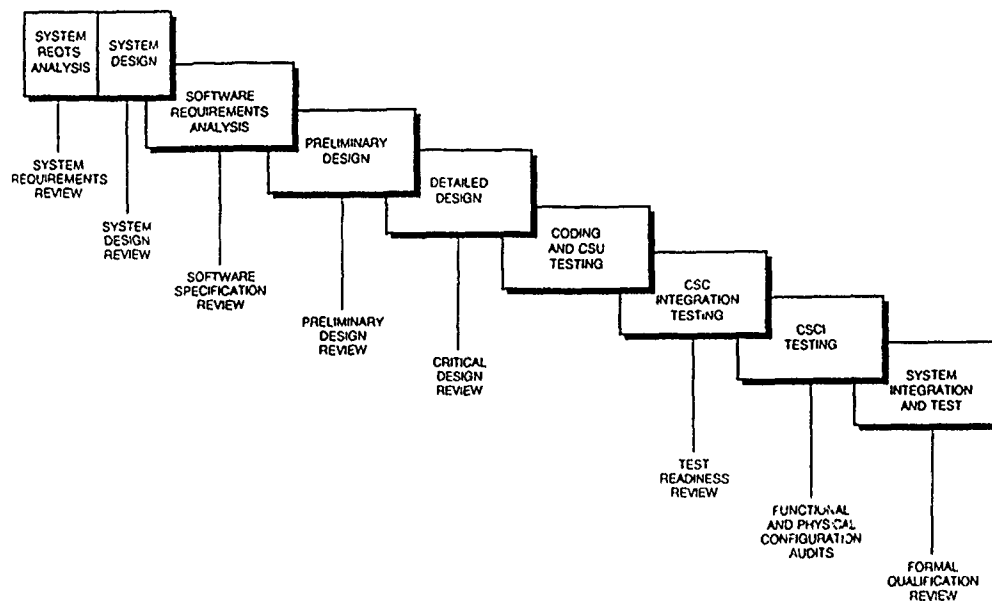 SYSTEM
REQTS
ANALYSIS
SYSTEM
DESIGN
SOFTWARE
REQUIREMENTS
ANALYSIS
PRELIMINARY
DESIGN
DETAILED
DESIGN
CODING
AND CSU
TESTING
CSC
INTEGRATION
TESTING
CSCI
TESTING
SYSTEM
INTEGRATION
AND TEST
SYSTEM
REQUIREMENTS
REVIEW
SYSTEM
DESIGN
REVIEW
SOFTWARE
SPECIFICATION
REVIEW
PRELIMINARY
DESIGN
REVIEW
CRITICAL
DESIGN
REVIEW
TEST
READINESS
REVIEW
FUNCTIONAL
AND PHYSICAL
CONFIGURATION
AUDITS
FORMAL
QUALIFICATION
REVIEW